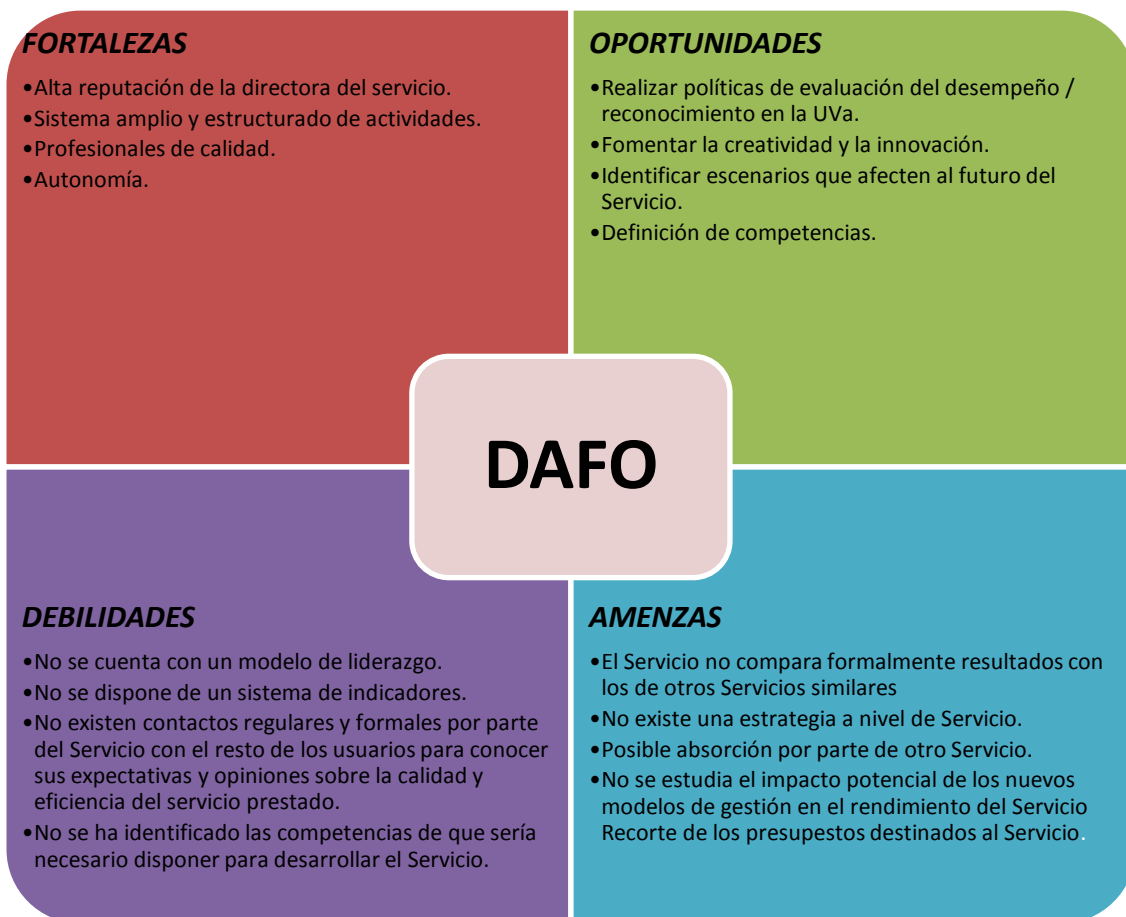 FORTALEZAS
•Alta reputación de la directora del servicio.
•Sistema amplio y estructurado de actividades.
•Profesionales de calidad.
•Autonomía.
OPORTUNIDADES
•Realizar políticas de evaluación del desempeño /
reconocimiento en la UVa.
•Fomentar la creatividad y la innovación.
•Identificar escenarios que afecten al futuro del
Servicio.
•Definición de competencias.
DAFO
DEBILIDADES
•No se cuenta con un modelo de liderazgo.
•No se dispone de un sistema de indicadores.
•No existen contactos regulares y formales por parte
del Servicio con el resto de los usuarios para conocer
sus expectativas y opiniones sobre la calidad y
eficiencia del servicio prestado.
•No se ha identificado las competencias de que sería
necesario disponer para desarrollar el Servicio.
AMENZAS
•El Servicio no compara formalmente resultados con
los de otros Servicios similares
•No existe una estrategia a nivel de Servicio.
•Posible absorción por parte de otro Servicio.
•No se estudia el impacto potencial de los nuevos
modelos de gestión en el rendimiento del Servicio
Recorte de los presupestos destinados al Servicio.